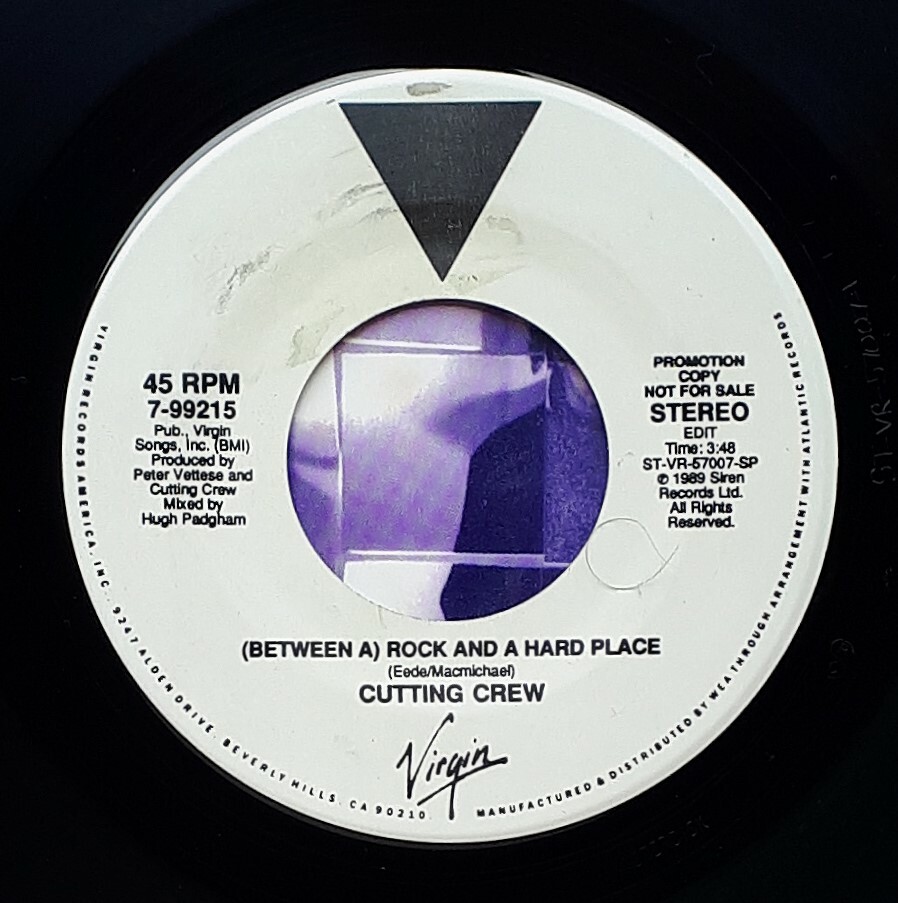 45 RPM
7-99215
Pub., Virgin
Songs, Inc. (BMI)
Produced by
Peter Vettese and
Cutting Crew
Mixed by
Hugh Padgham
PROMOTION
COPY
NOT FOR SALE
STEREO
EDIT
Time: 3:48
ST-VR-57007-SP
℗ 1989 Siren
Records Ltd.
All Rights
Reserved.
(BETWEEN A) ROCK AND A HARD PLACE
(Eede/Macmichael)
CUTTING CREW
Virgin
VIRGIN RECORDS AMERICA, INC., 9247 ALDEN DRIVE, BEVERLY HILLS, CA 90210.
MANUFACTURED & DISTRIBUTED BY WEA THROUGH ARRANGEMENT WITH ATLANTIC RECORDS